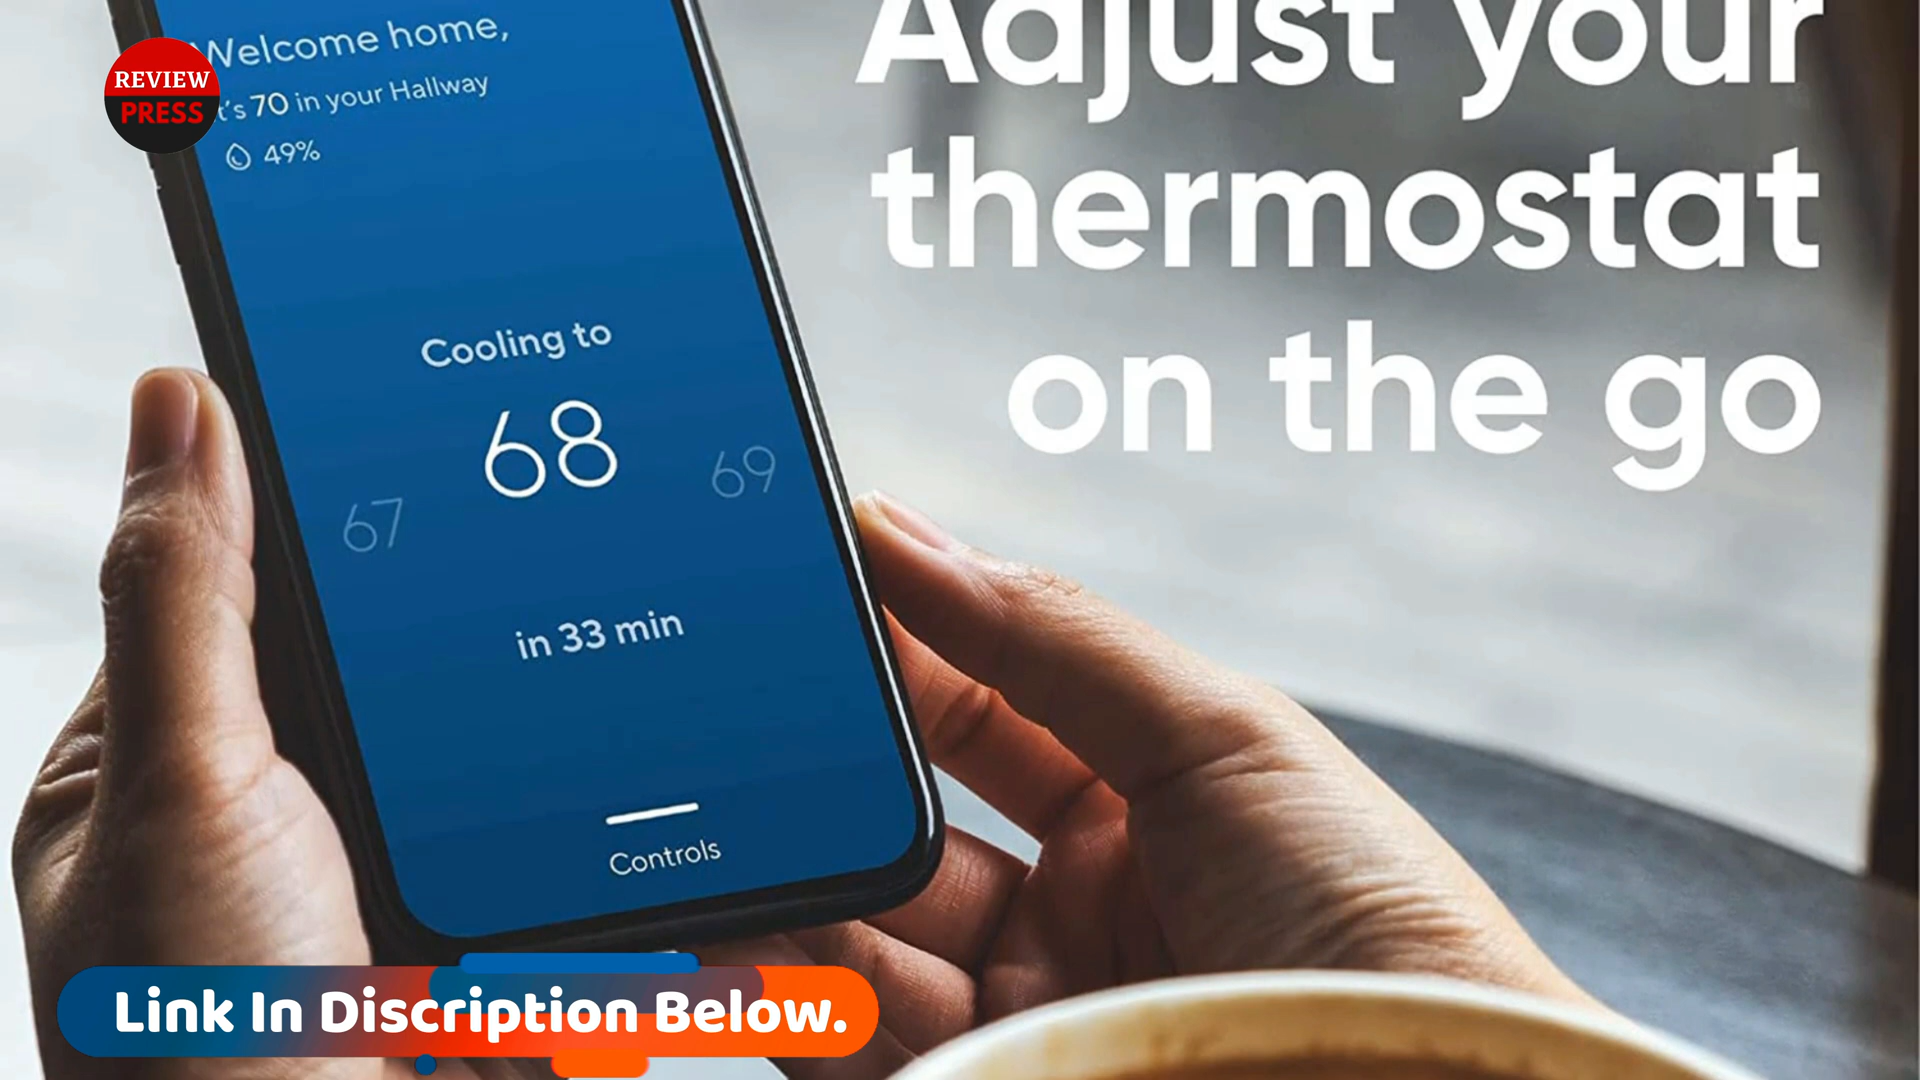 Welcome home,
REVIEW
PRESS
t's 70 in your Hallway
49%
Cooling to
68
67
69
in 33 min
Controls
Adjust your
thermostat
on the go
Link In Discription Below.